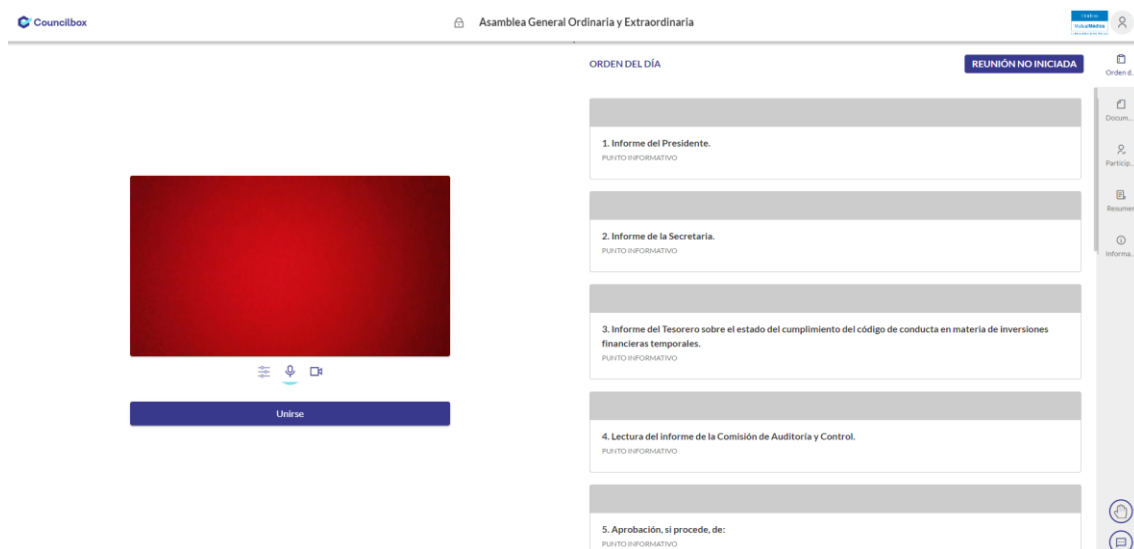 Councilbox
Asamblea General Ordinaria y Extraordinaria
ORDEN DEL DÍA
REUNIÓN NO INICIADA
Orden d...
Docum...
Particip...
Resumen
Informa...
1. Informe del Presidente.
PUNTO INFORMATIVO
2. Informe de la Secretaria.
PUNTO INFORMATIVO
3. Informe del Tesorero sobre el estado del cumplimiento del código de conducta en materia de inversiones
financieras temporales.
PUNTO INFORMATIVO
4. Lectura del informe de la Comisión de Auditoría y Control.
PUNTO INFORMATIVO
5. Aprobación, si procede, de:
PUNTO INFORMATIVO
Unirse